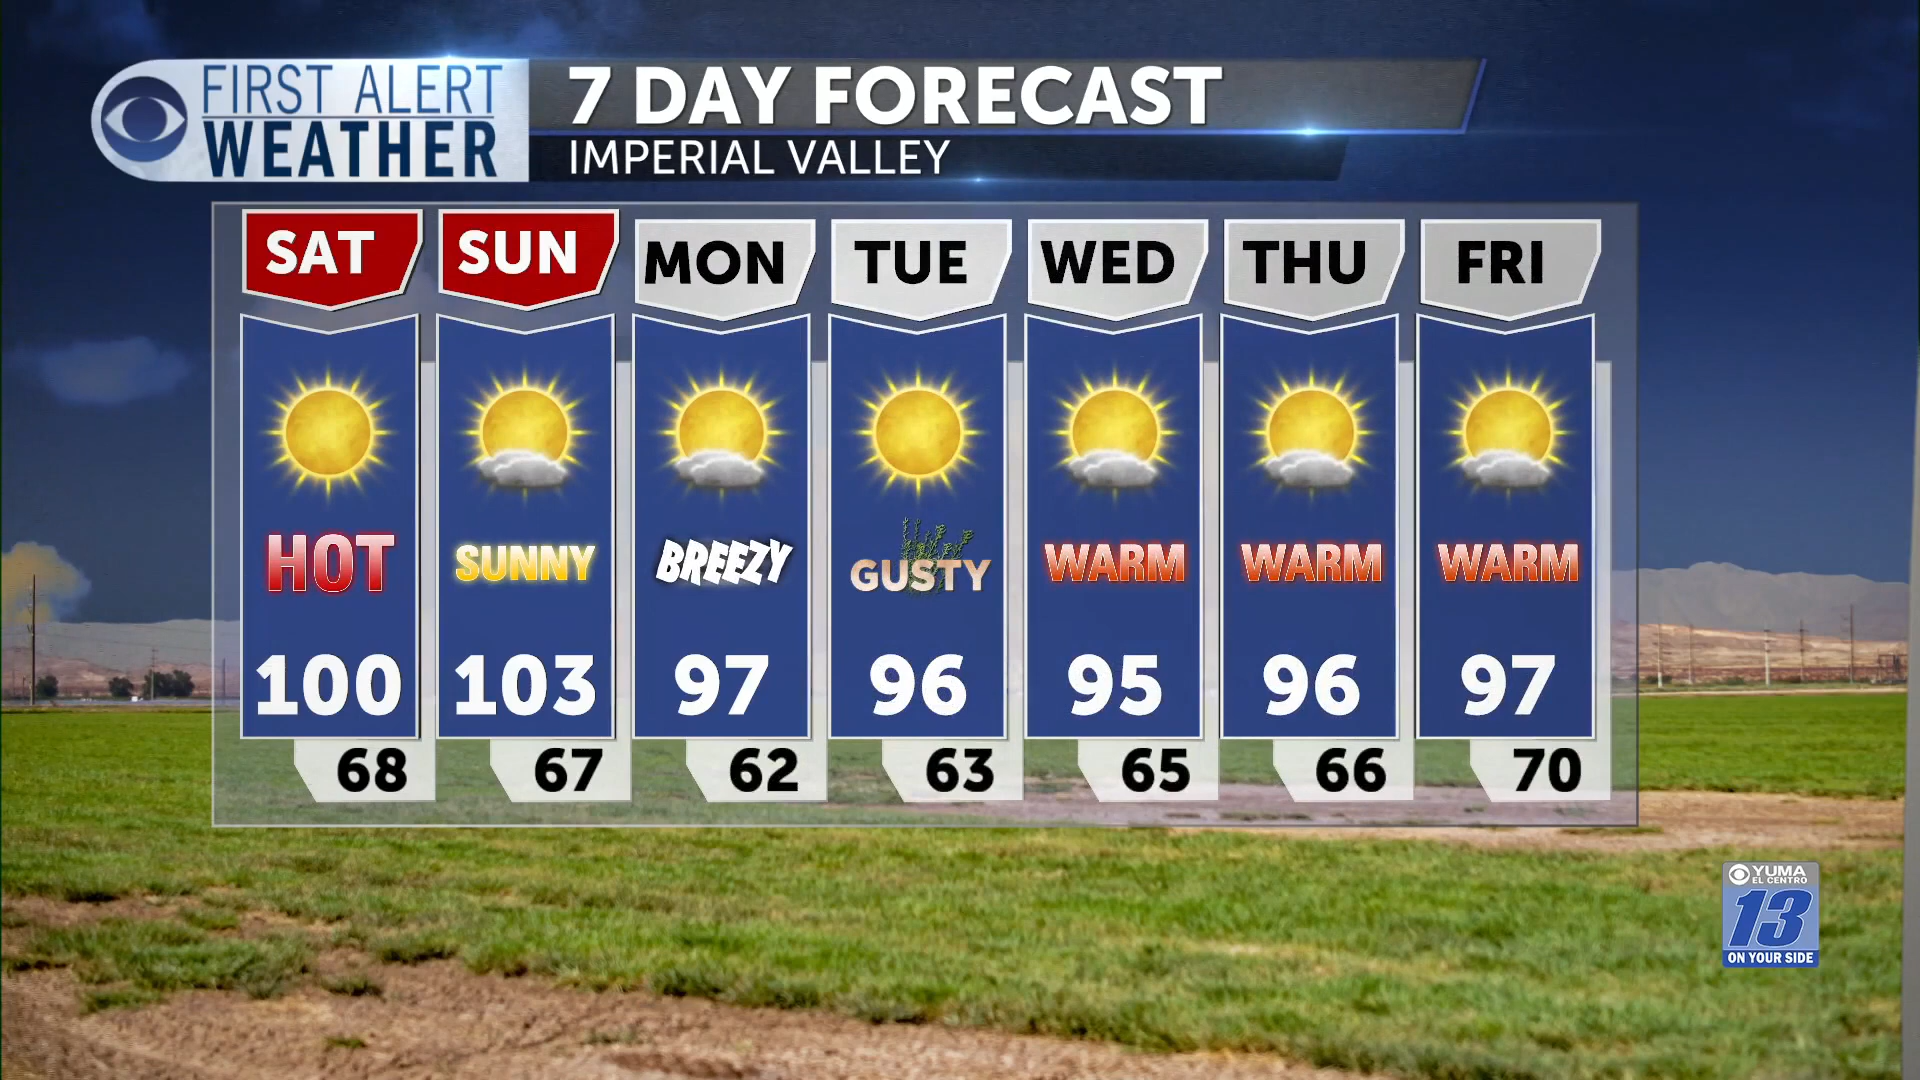 FIRST ALERT
WEATHER
7 DAY FORECAST
IMPERIAL VALLEY
SAT SUN MON TUE WED THU FRI
HOT SUNNY BREEZY GUSTY WARM WARM WARM
100 103 97 96 95 96 97
68 67 62 63 65 66 70
YUMA
EL CENTRO
13
ON YOUR SIDE